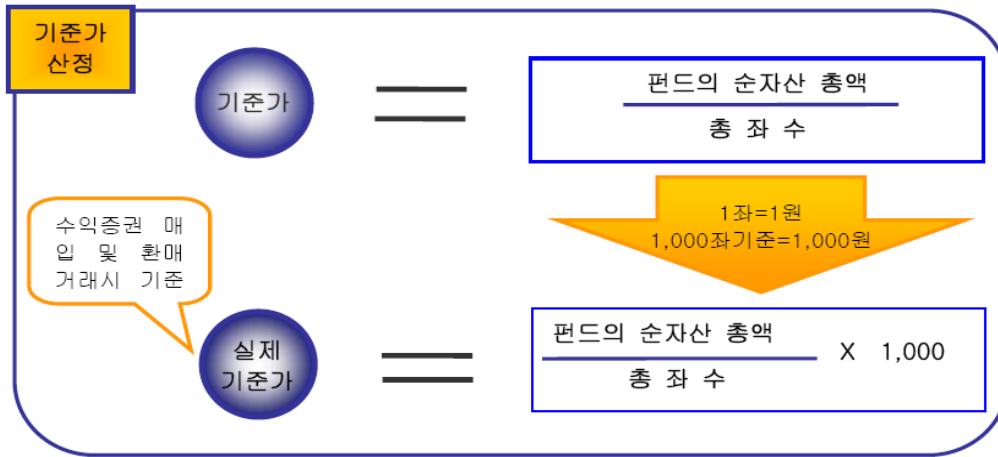 기준가
산정
기준가
펀드의 순자산 총액
총 좌 수
1좌=1원
1,000좌기준=1,000원
수익증권 매
입 및 환매
거래시 기준
실제
기준가
펀드의 순자산 총액
총 좌 수
X 1,000